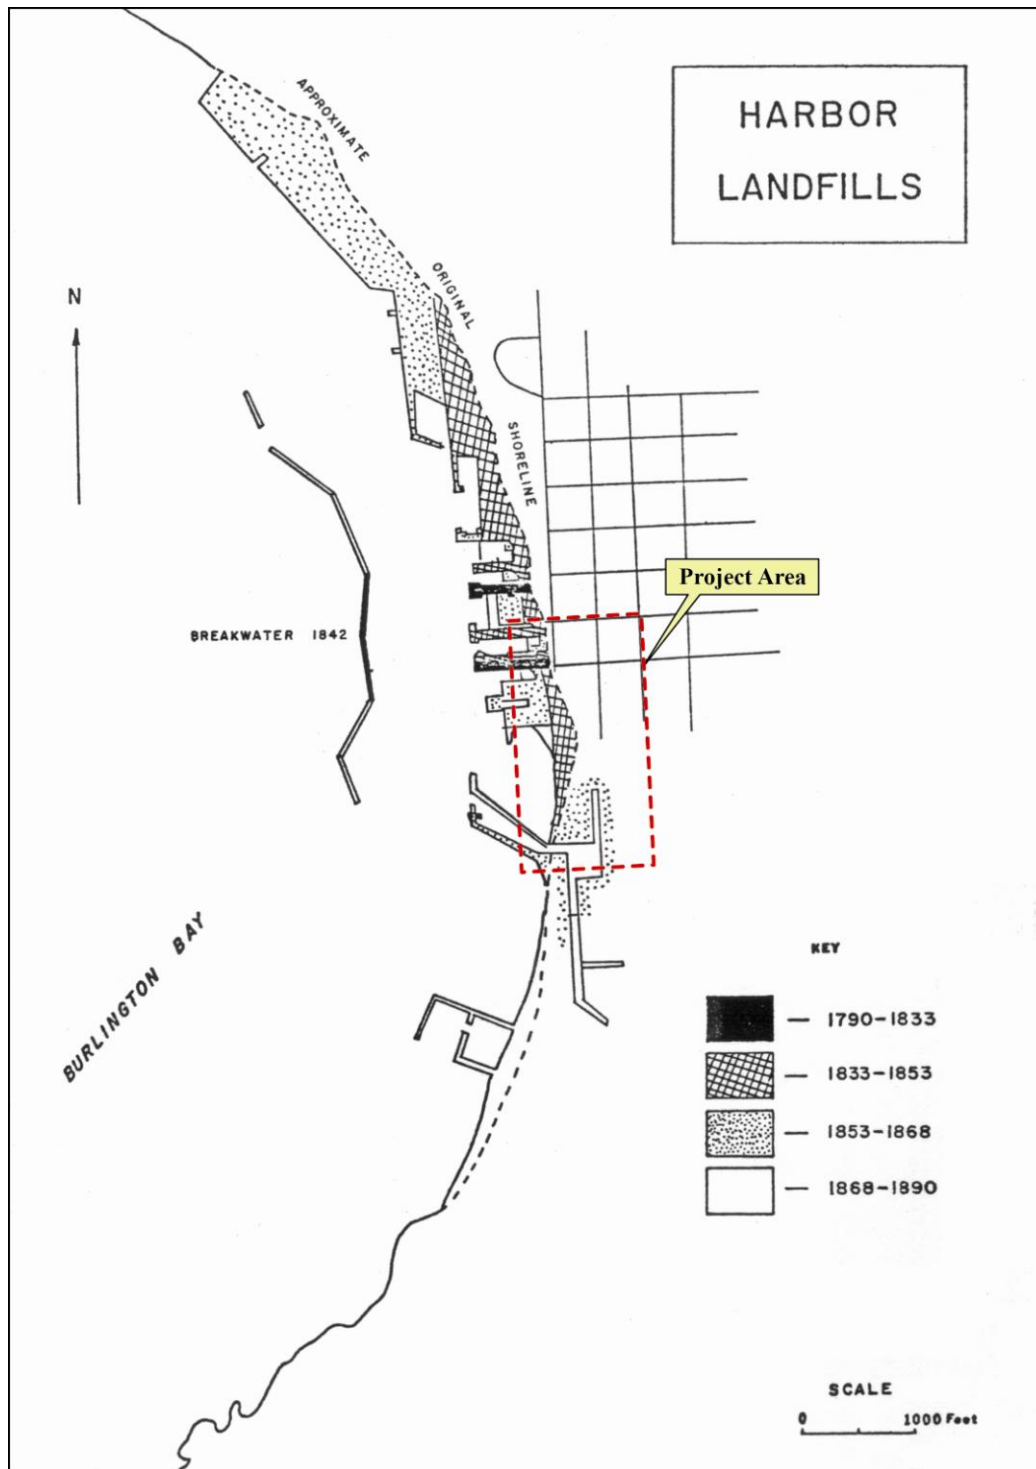 HARBOR
LANDFILLS
APPROXIMATE
ORIGINAL
SHORELINE
N
Project Area
BREAKWATER 1842
BURLINGTON BAY
KEY
1790-1833
1833-1853
1853-1868
1868-1890
SCALE
0 1000 Feet